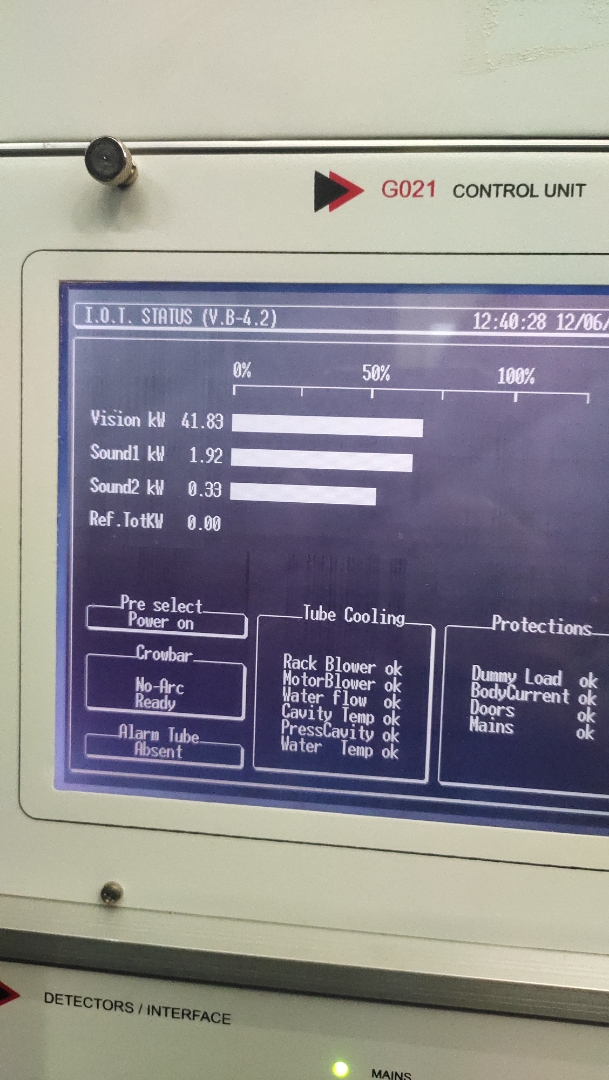 G021 CONTROL UNIT
I.O.T. STATUS (V.B-4.2) 12:40:28 12/06/
0% 50% 100%
Vision kW 41.83
Sound1 kW 1.92
Sound2 kW 0.33
Ref.TotKW 0.00
Pre select
Power on
Crowbar
No-Arc
Ready
Alarm Tube
Absent
Tube Cooling
Rack Blower ok
MotorBlower ok
Water flow ok
Cavity Temp ok
PressCavity ok
Water Temp ok
Protections
Dummy Load ok
BodyCurrent ok
Doors ok
Mains ok
DETECTORS / INTERFACE
MAINS